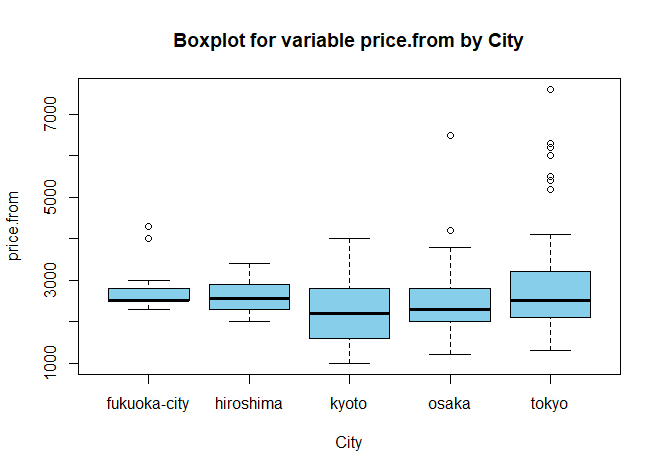 Boxplot for variable price.from by City
price.from
7000
5000
3000
1000
fukuoka-city hiroshima kyoto osaka tokyo
City